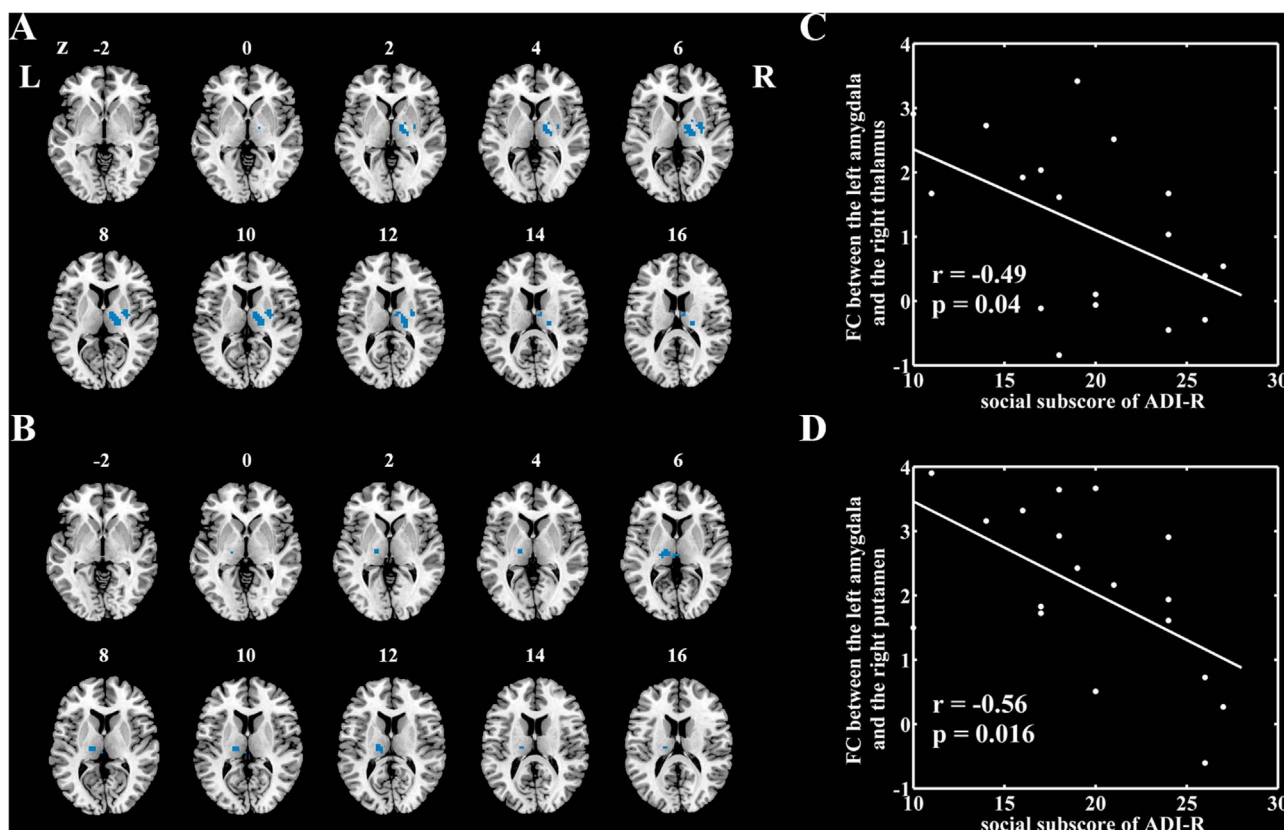 A
z -2 0 2 4 6
L R
8 10 12 14 16
B
-2 0 2 4 6
8 10 12 14 16
C
FC between the left amygdala
and the right thalamus
4
3
2
1
0
-1
r = -0.49
p = 0.04
10 15 20 25 30
social subscore of ADI-R
D
FC between the left amygdala
and the right putamen
4
3
2
1
0
-1
r = -0.56
p = 0.016
10 15 20 25 30
social subscore of ADI-R